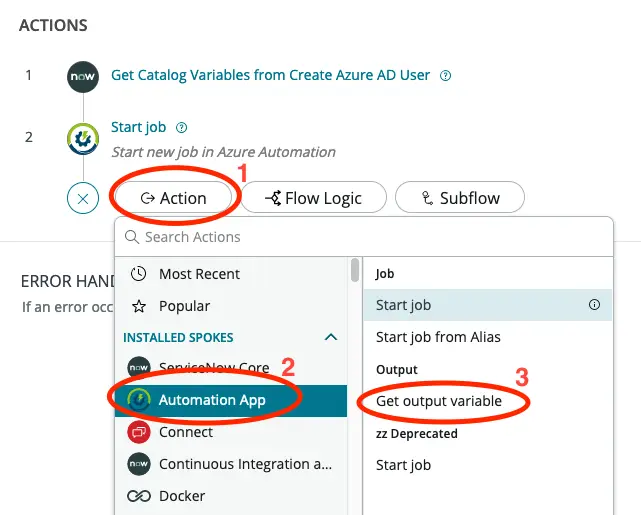 ACTIONS
1 now Get Catalog Variables from Create Azure AD User ?
2 Start job ?
Start new job in Azure Automation
1
Action Flow Logic Subflow
Search Actions
ERROR HAND
If an error occ
Most Recent
Popular
INSTALLED SPOKES
now ServiceNow Core
2
Automation App
Connect
now Continuous Integration a...
Docker
Job
Start job
Start job from Alias
Output
3
Get output variable
zz Deprecated
Start job